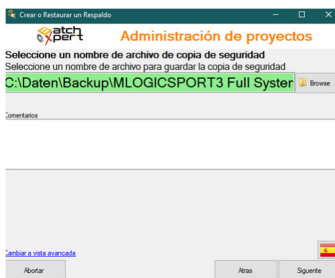 Crear o Restaurar un Respaldo
Batch Xpert
Administración de proyectos
Seleccione un nombre de archivo de copia de seguridad
Seleccione un nombre de archivo para guardar la copia de seguridad
C:\Daten\Backup\MLOGICSPORT3 Full Syster
Browse
Comentarios
Cambiar a vista avanzada
Abortar
Atras
Siguiente